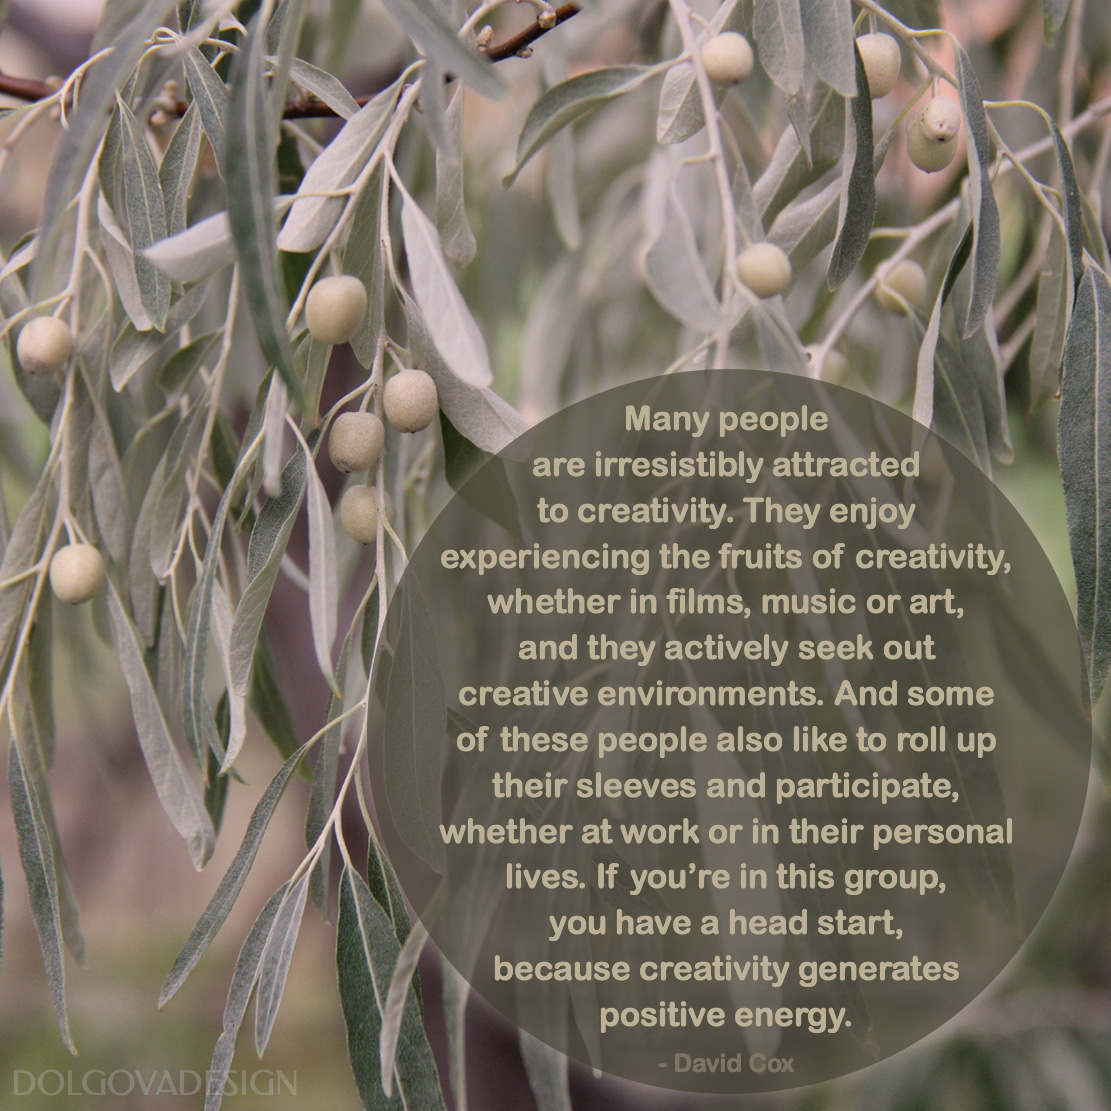 Many people
are irresistibly attracted
to creativity. They enjoy
experiencing the fruits of creativity,
whether in films, music or art,
and they actively seek out
creative environments. And some
of these people also like to roll up
their sleeves and participate,
whether at work or in their personal
lives. If you’re in this group,
you have a head start,
because creativity generates
positive energy.
- David Cox
DOLGOVADESIGN